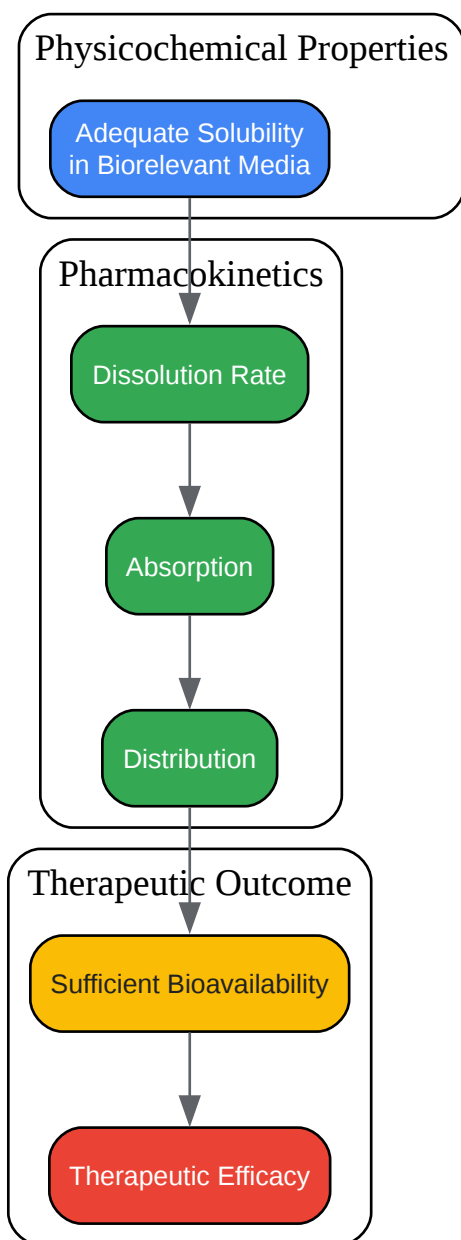 Physicochemical Properties
Adequate Solubility
in Biorelevant Media
Pharmacokinetics
Dissolution Rate
Absorption
Distribution
Therapeutic Outcome
Sufficient Bioavailability
Therapeutic Efficacy